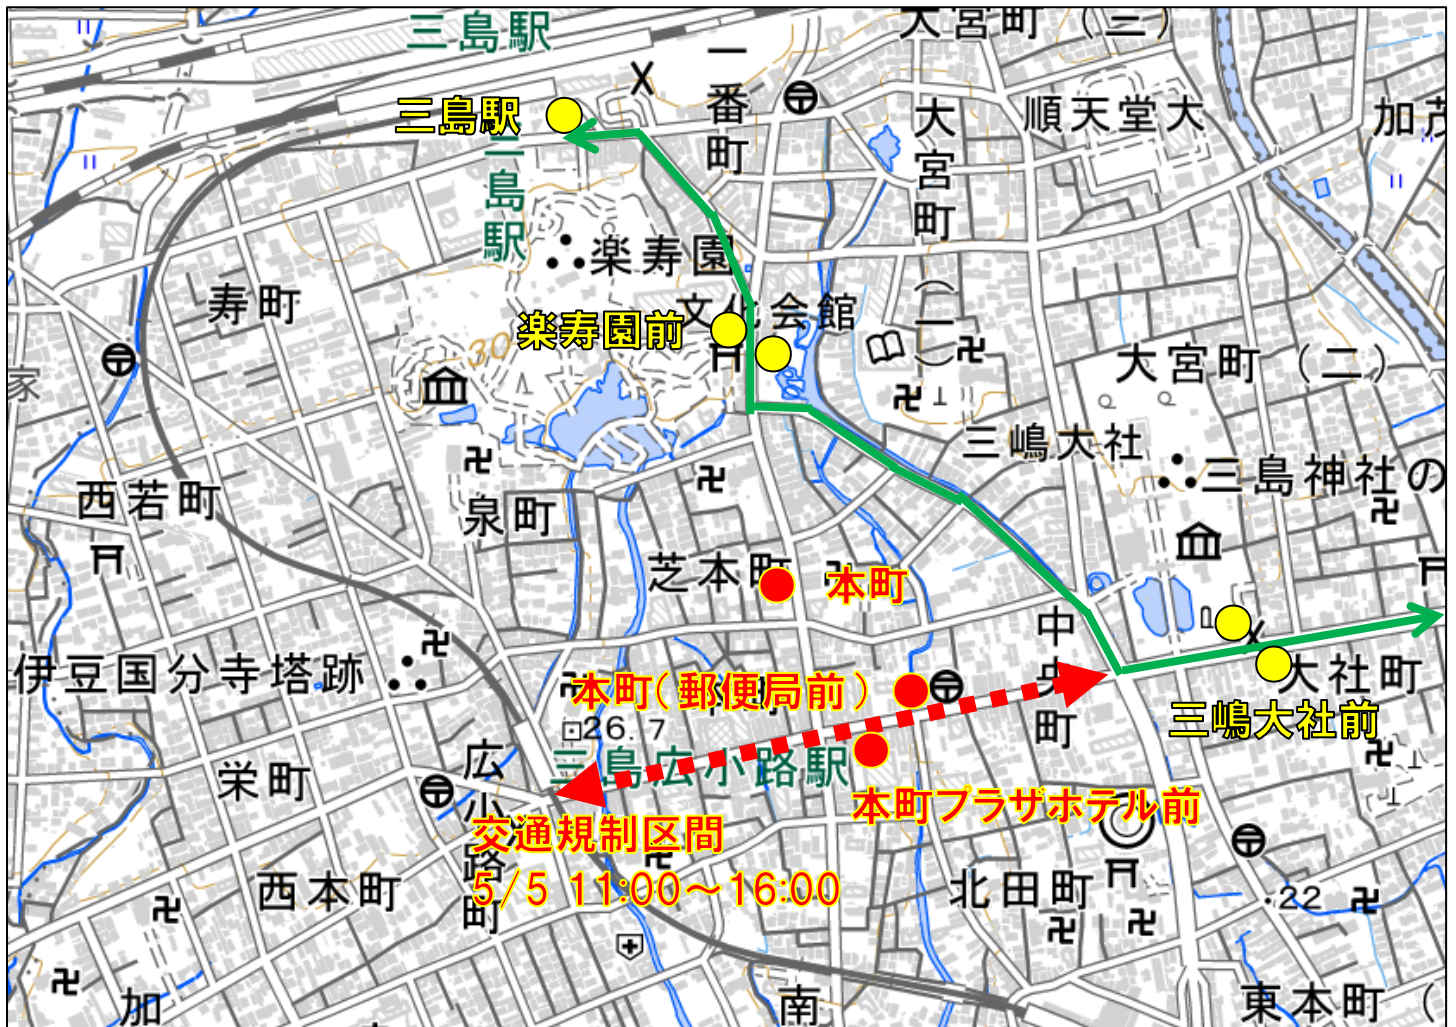 三島駅
大宮町（三）
一番町
三島駅
大宮町（一）
順天堂大
加茂
三島駅
楽寿園
寿町
文化会館
楽寿園前
30
家
大宮町（二）
三嶋大社
三島神社の
西若町
泉町
芝本町
本町
中央町
伊豆国分寺塔跡
大社町
本町（郵便局前）
三嶋大社前
26.7
三島広小路駅
広小路町
栄町
本町プラザホテル前
交通規制区間
5/5 11:00～16:00
西本町
北田町
22
加
南
東本町（